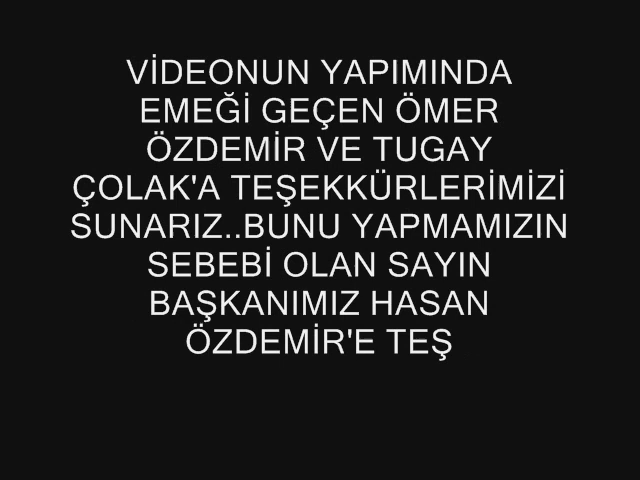 VİDEONUN YAPIMINDA
EMEĞİ GEÇEN ÖMER
ÖZDEMİR VE TUGAY
ÇOLAK'A TEŞEKKÜRLERİMİZİ
SUNARIZ..BUNU YAPMAMIZIN
SEBEBİ OLAN SAYIN
BAŞKANIMIZ HASAN
ÖZDEMİR'E TEŞ